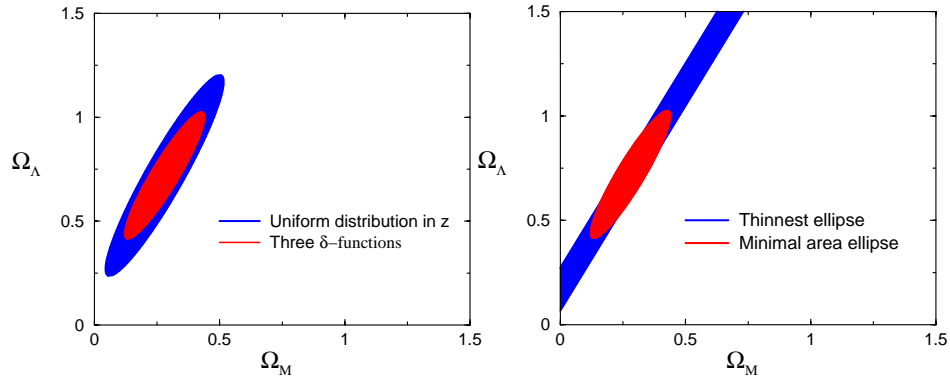 1.5
1
Ω_Λ
0.5
Uniform distribution in z
Three δ−functions
0
0
0.5
1
1.5
Ω_M
1.5
1
Ω_Λ
0.5
Thinnest ellipse
Minimal area ellipse
0
0
0.5
1
1.5
Ω_M